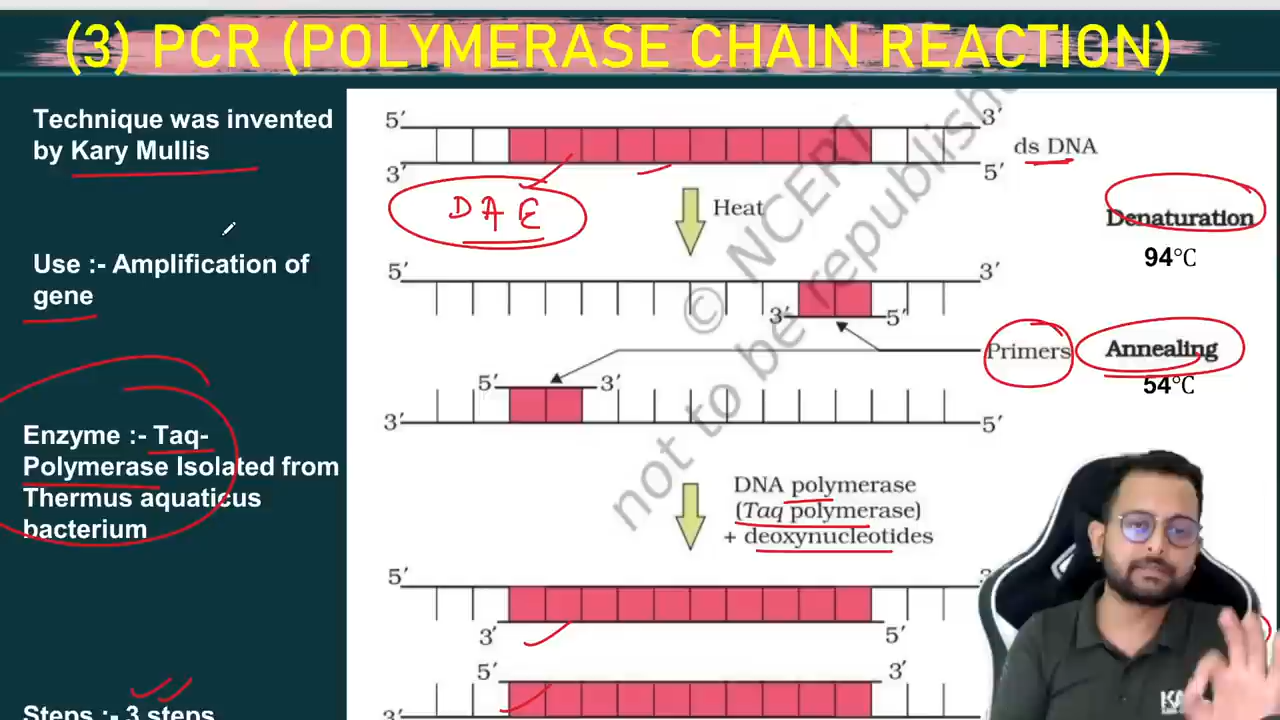 (3) PCR (POLYMERASE CHAIN REACTION)
Technique was invented
by Kary Mullis
Use :- Amplification of
gene
Enzyme :- Taq-
Polymerase Isolated from
Thermus aquaticus
bacterium
Steps :- 3 steps
5′ 3′
ds DNA
3′ 5′
D A E
Heat
Denaturation
94°C
5′ 3′
3′ 5′
Primers
Annealing
54°C
5′ 3′
3′ 5′
DNA polymerase
(Taq polymerase)
+ deoxynucleotides
5′
3′ 5′
5′ 3′
3′
© NCERT
not to be republish